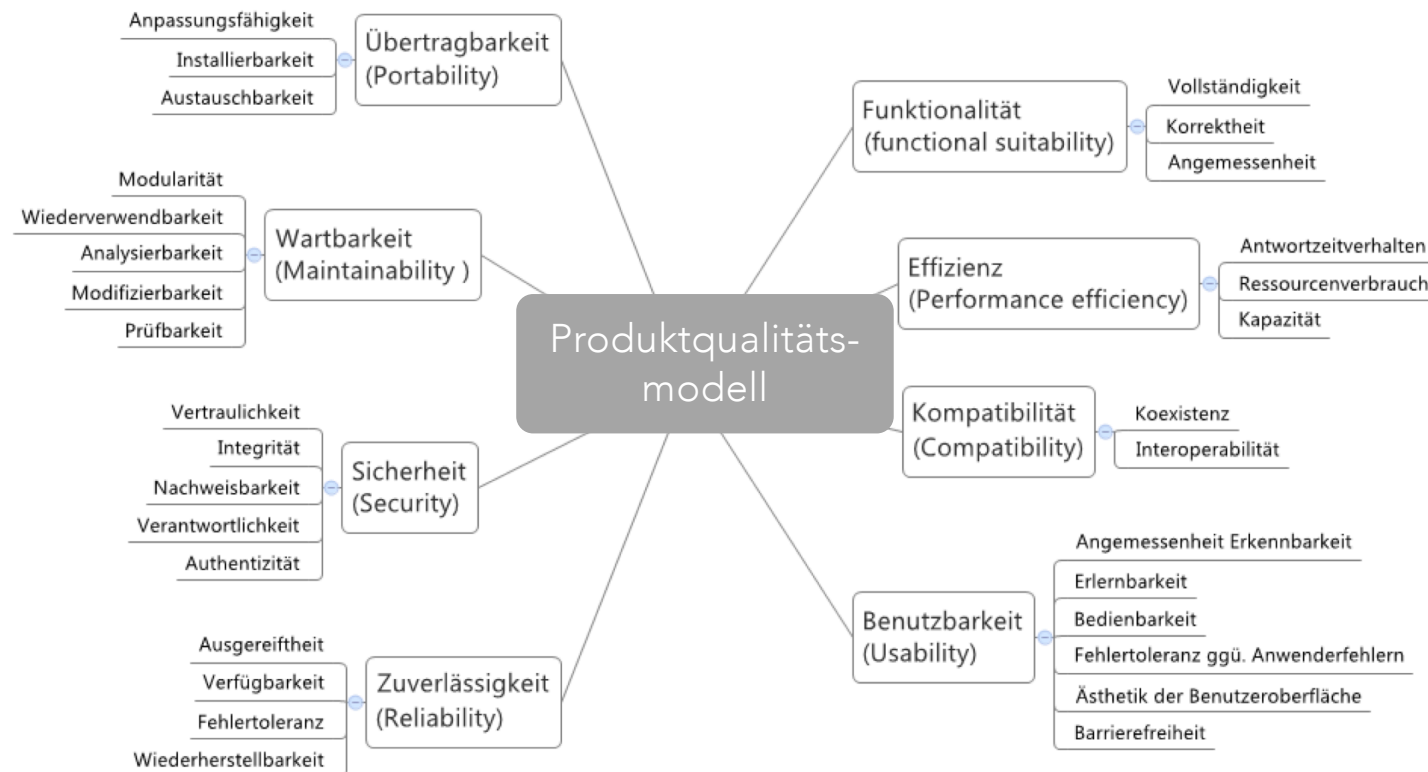 Produktqualitäts-
modell
Übertragbarkeit
(Portability)
Anpassungsfähigkeit
Installierbarkeit
Austauschbarkeit
Wartbarkeit
(Maintainability )
Modularität
Wiederverwendbarkeit
Analysierbarkeit
Modifizierbarkeit
Prüfbarkeit
Sicherheit
(Security)
Vertraulichkeit
Integrität
Nachweisbarkeit
Verantwortlichkeit
Authentizität
Zuverlässigkeit
(Reliability)
Ausgereiftheit
Verfügbarkeit
Fehlertoleranz
Wiederherstellbarkeit
Funktionalität
(functional suitability)
Vollständigkeit
Korrektheit
Angemessenheit
Effizienz
(Performance efficiency)
Antwortzeitverhalten
Ressourcenverbrauch
Kapazität
Kompatibilität
(Compatibility)
Koexistenz
Interoperabilität
Benutzbarkeit
(Usability)
Angemessenheit Erkennbarkeit
Erlernbarkeit
Bedienbarkeit
Fehlertoleranz ggü. Anwenderfehlern
Ästhetik der Benutzeroberfläche
Barrierefreiheit